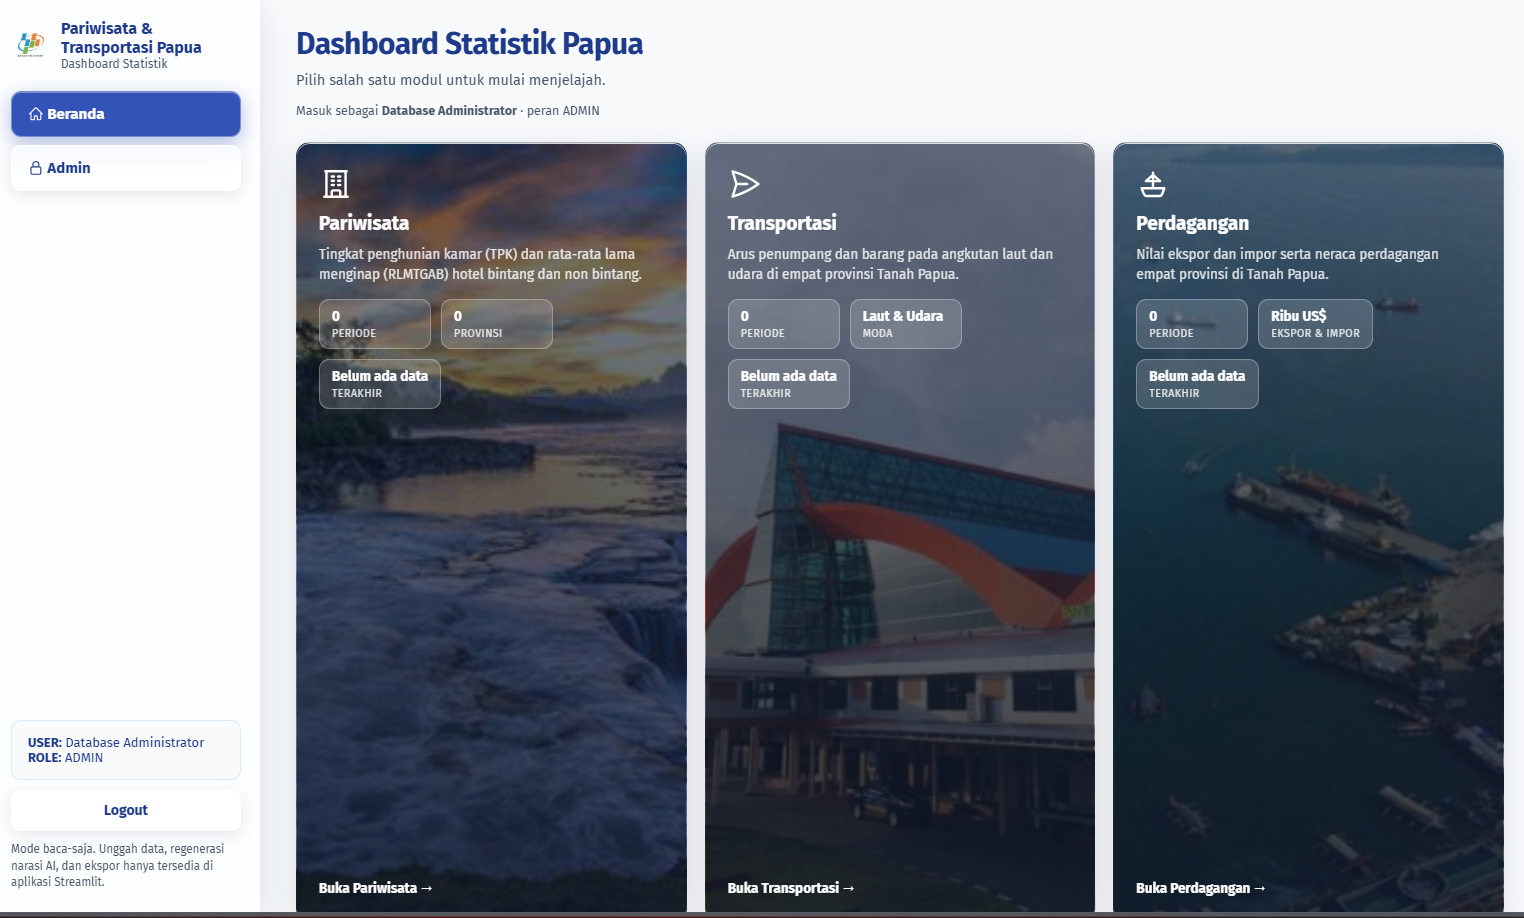 Pariwisata &
Transportasi Papua
Dashboard Statistik
Beranda
Admin
USER: Database Administrator
ROLE: ADMIN
Logout
Mode baca-saja. Unggah data, regenerasi
narasi AI, dan ekspor hanya tersedia di
aplikasi Streamlit.
Dashboard Statistik Papua
Pilih salah satu modul untuk mulai menjelajah.
Masuk sebagai Database Administrator · peran ADMIN
Pariwisata
Tingkat penghunian kamar (TPK) dan rata-rata lama
menginap (RLMTGAB) hotel bintang dan non bintang.
0
PERIODE
0
PROVINSI
Belum ada data
TERAKHIR
Buka Pariwisata →
Transportasi
Arus penumpang dan barang pada angkutan laut dan
udara di empat provinsi Tanah Papua.
0
PERIODE
Laut & Udara
MODA
Belum ada data
TERAKHIR
Buka Transportasi →
Perdagangan
Nilai ekspor dan impor serta neraca perdagangan
empat provinsi di Tanah Papua.
0
PERIODE
Ribu US$
EKSPOR & IMPOR
Belum ada data
TERAKHIR
Buka Perdagangan →